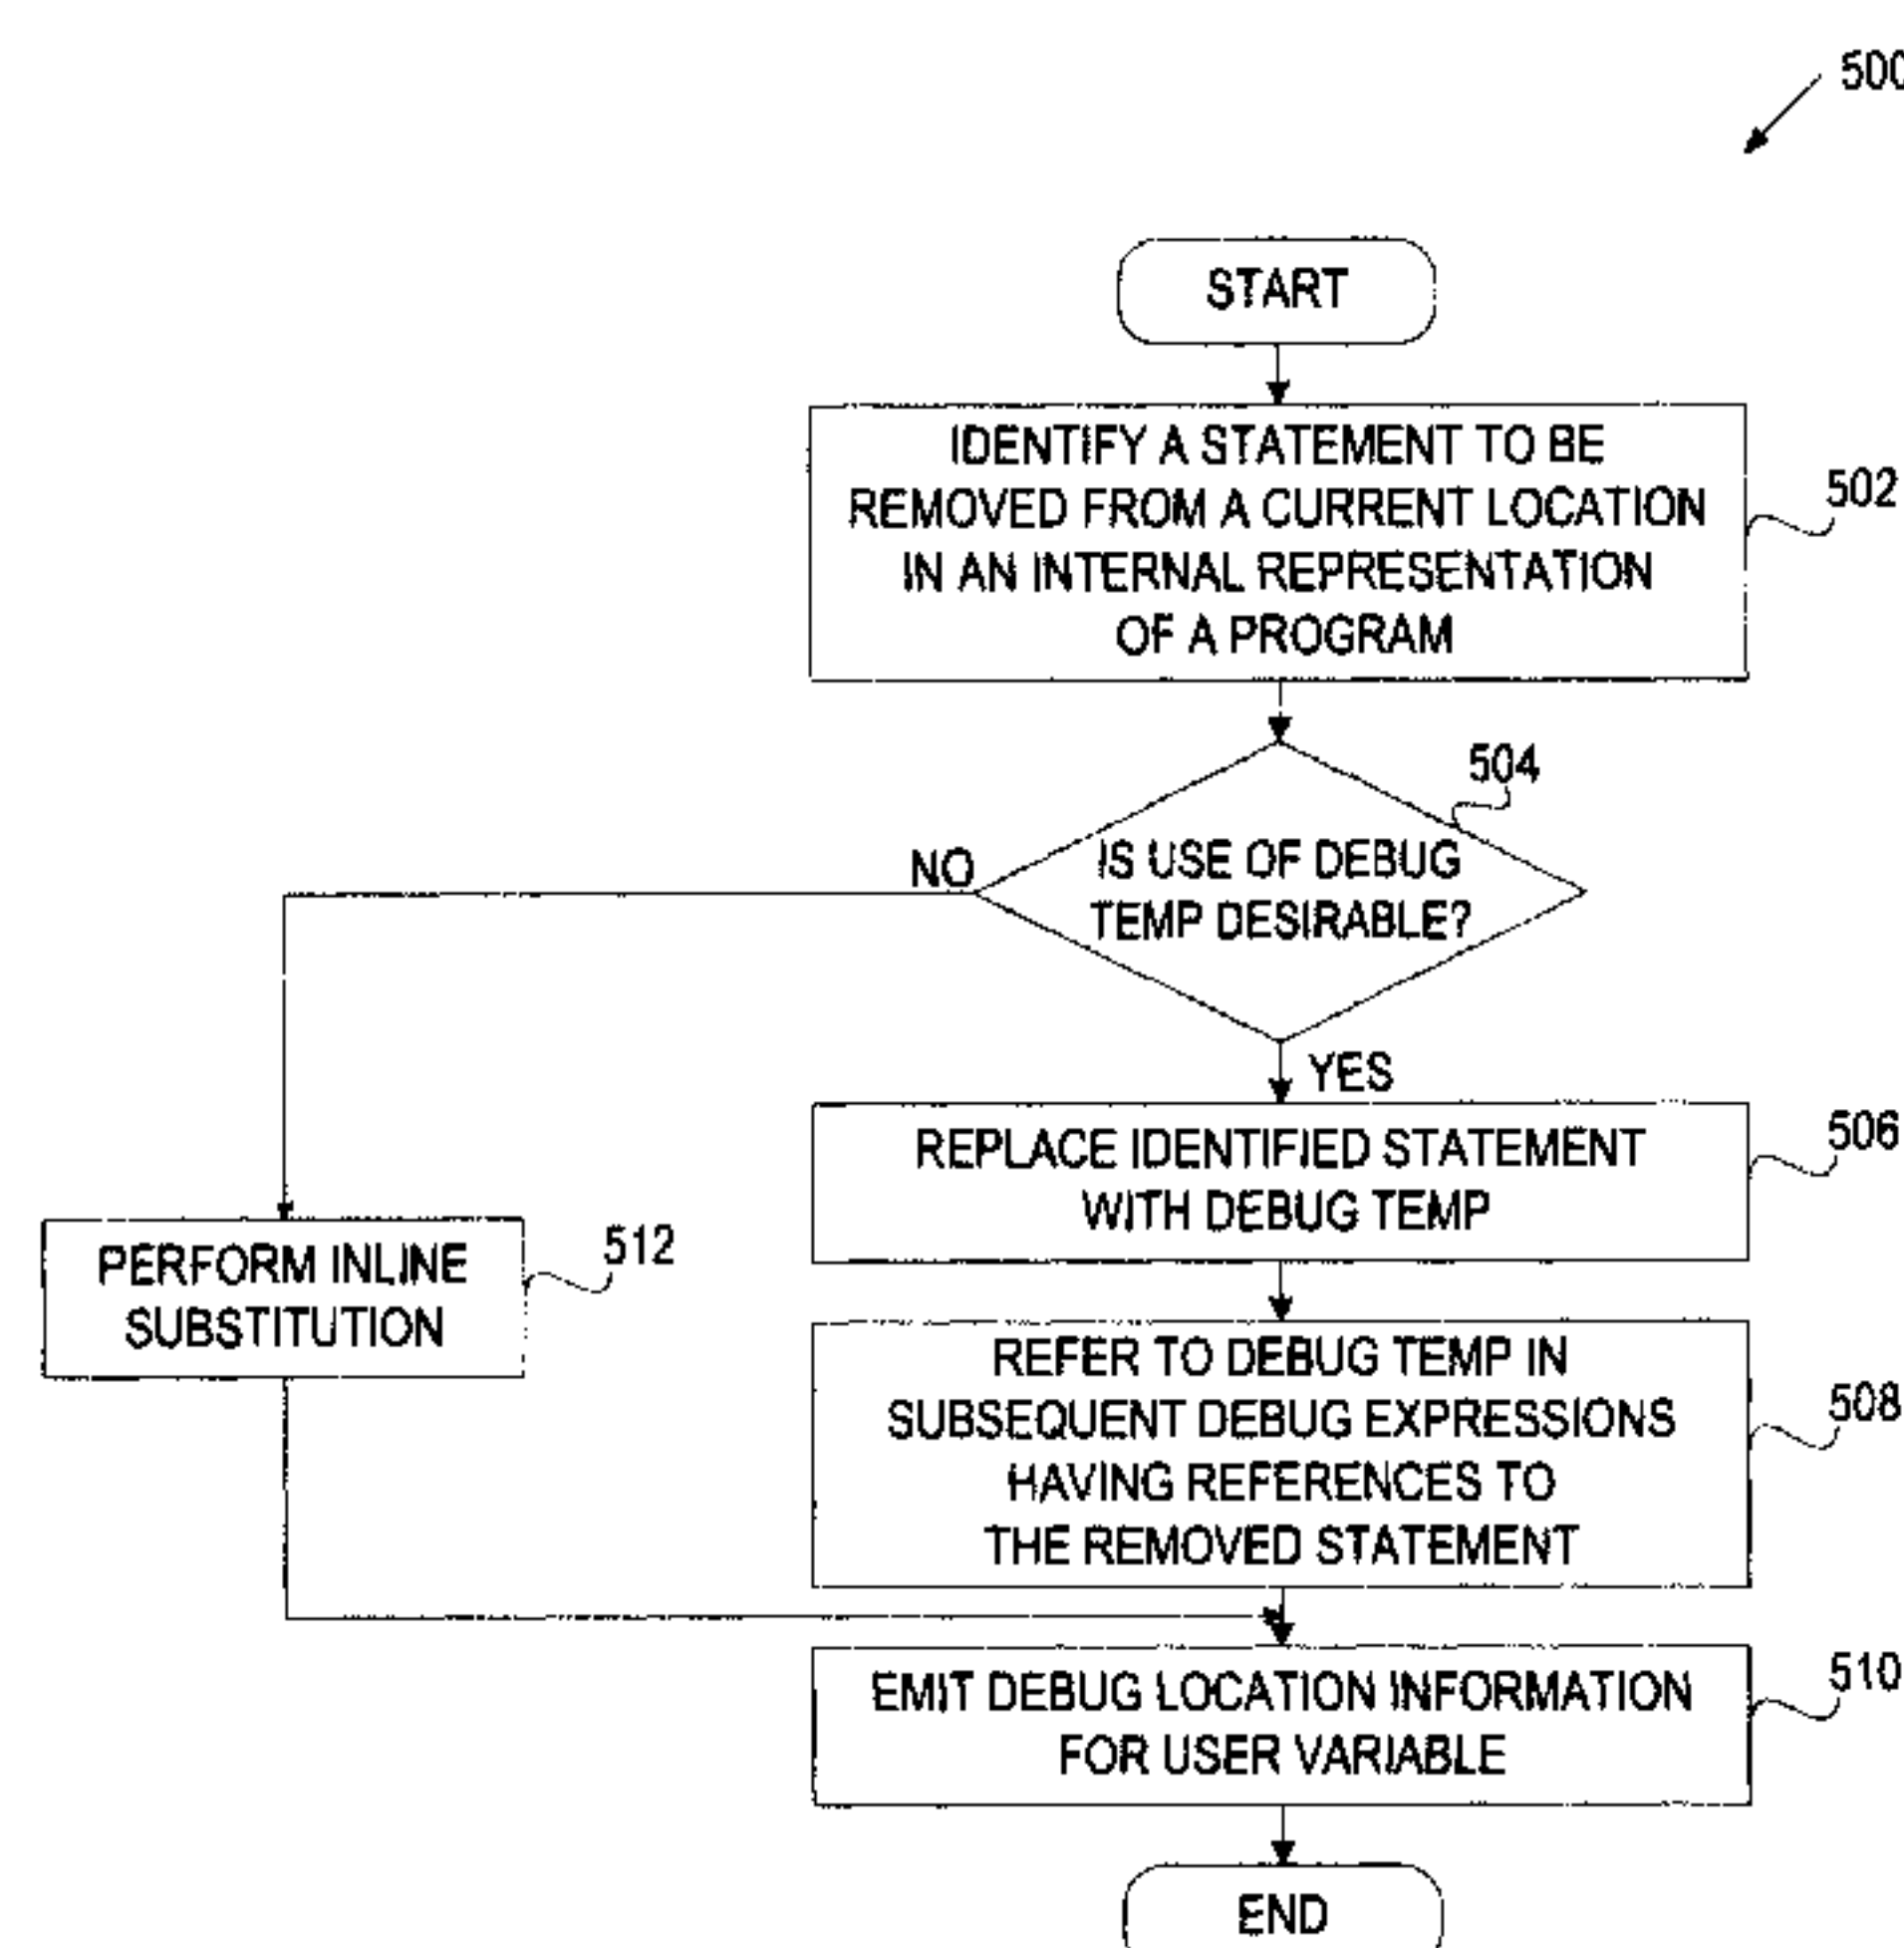 500
START
IDENTIFY A STATEMENT TO BE
REMOVED FROM A CURRENT LOCATION
IN AN INTERNAL REPRESENTATION
OF A PROGRAM
502
504
IS USE OF DEBUG
TEMP DESIRABLE?
NO
YES
REPLACE IDENTIFIED STATEMENT
WITH DEBUG TEMP
506
PERFORM INLINE
SUBSTITUTION
512
REFER TO DEBUG TEMP IN
SUBSEQUENT DEBUG EXPRESSIONS
HAVING REFERENCES TO
THE REMOVED STATEMENT
508
EMIT DEBUG LOCATION INFORMATION
FOR USER VARIABLE
510
END